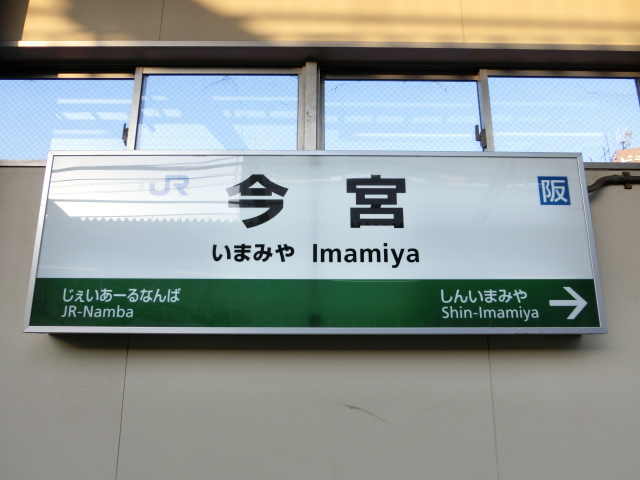 JR
今宮
阪
いまみや Imamiya
じぇいあーるなんば
JR-Namba
しんいまみや
Shin-Imamiya